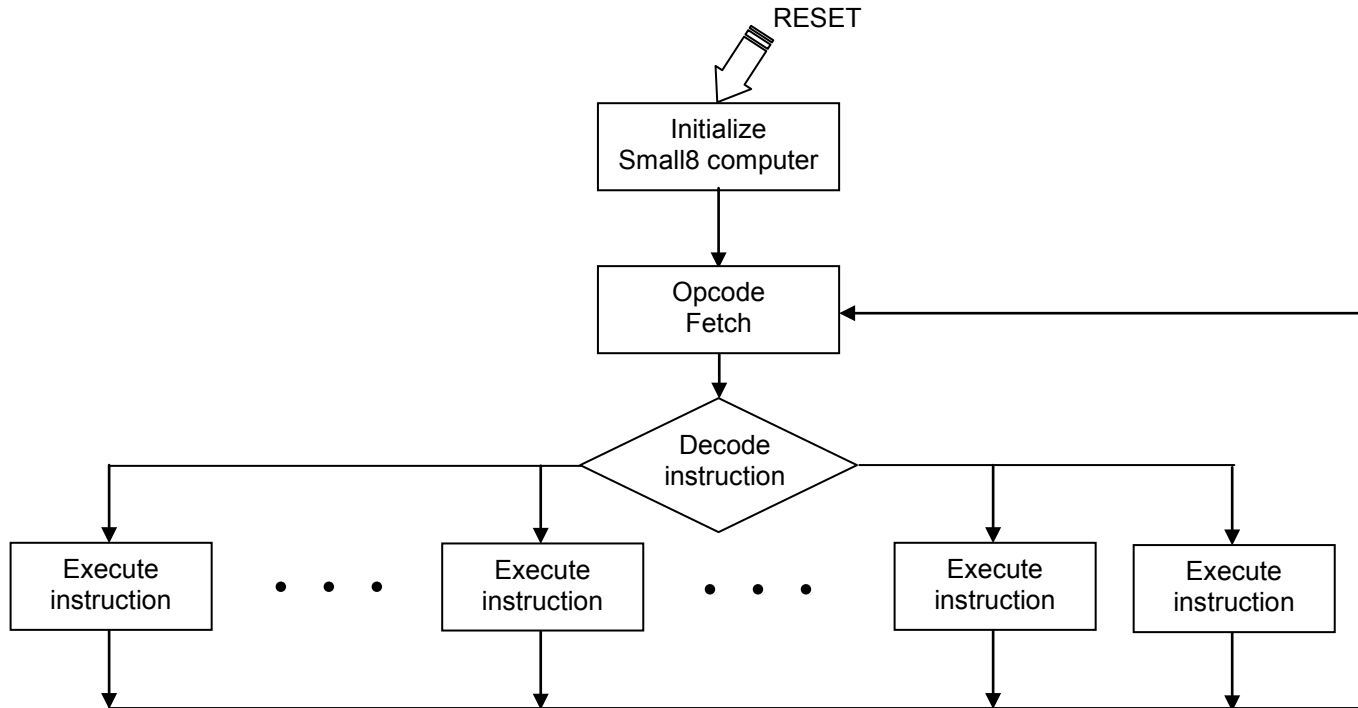 RESET
Initialize
Small8 computer
Opcode
Fetch
Decode
instruction
Execute
instruction
Execute
instruction
Execute
instruction
Execute
instruction